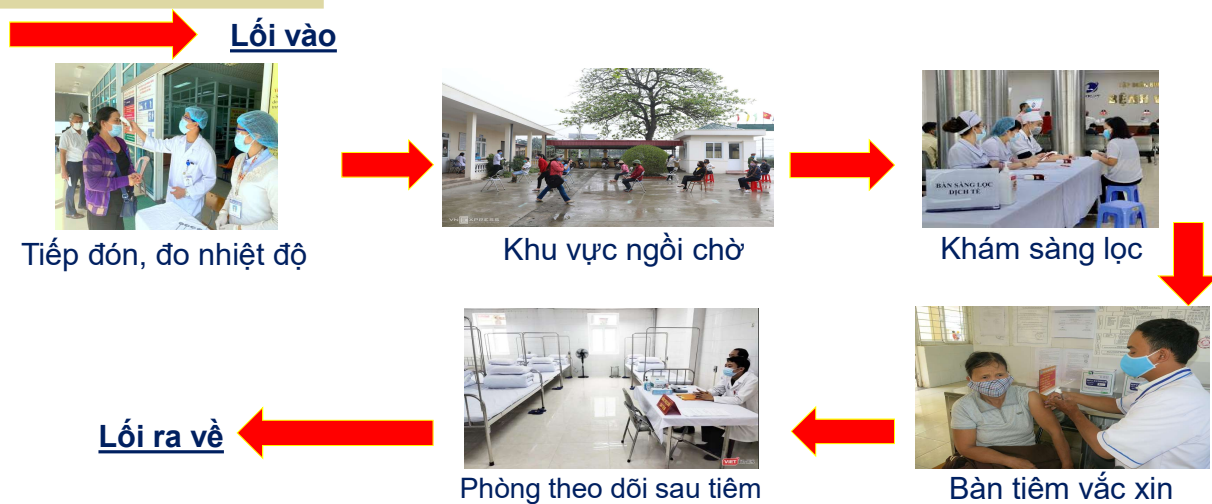 Lối vào
Tiếp đón, đo nhiệt độ
Khu vực ngồi chờ
BÀN SÀNG LỌC
DỊCH TỄ
Khám sàng lọc
Lối ra về
Phòng theo dõi sau tiêm
Bàn tiêm vắc xin